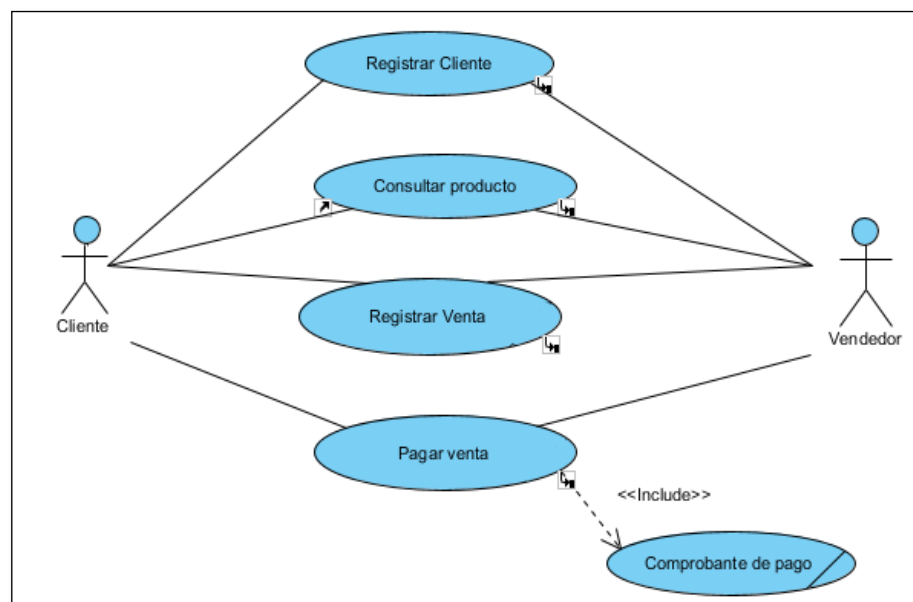 Registrar Cliente
Consultar producto
Registrar Venta
Cliente
Vendedor
Pagar venta
<<Include>>
Comprobante de pago